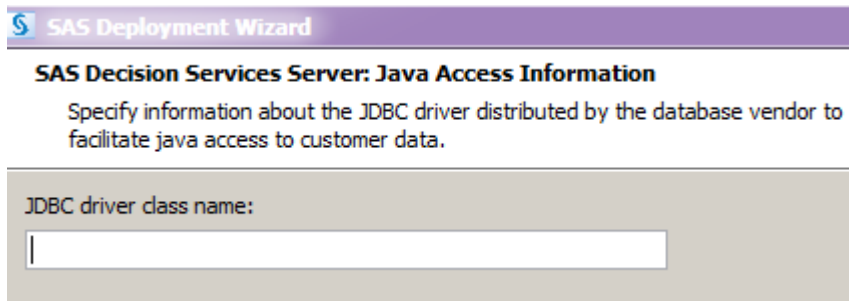 SAS Deployment Wizard
SAS Decision Services Server: Java Access Information
Specify information about the JDBC driver distributed by the database vendor to
facilitate java access to customer data.
JDBC driver class name: